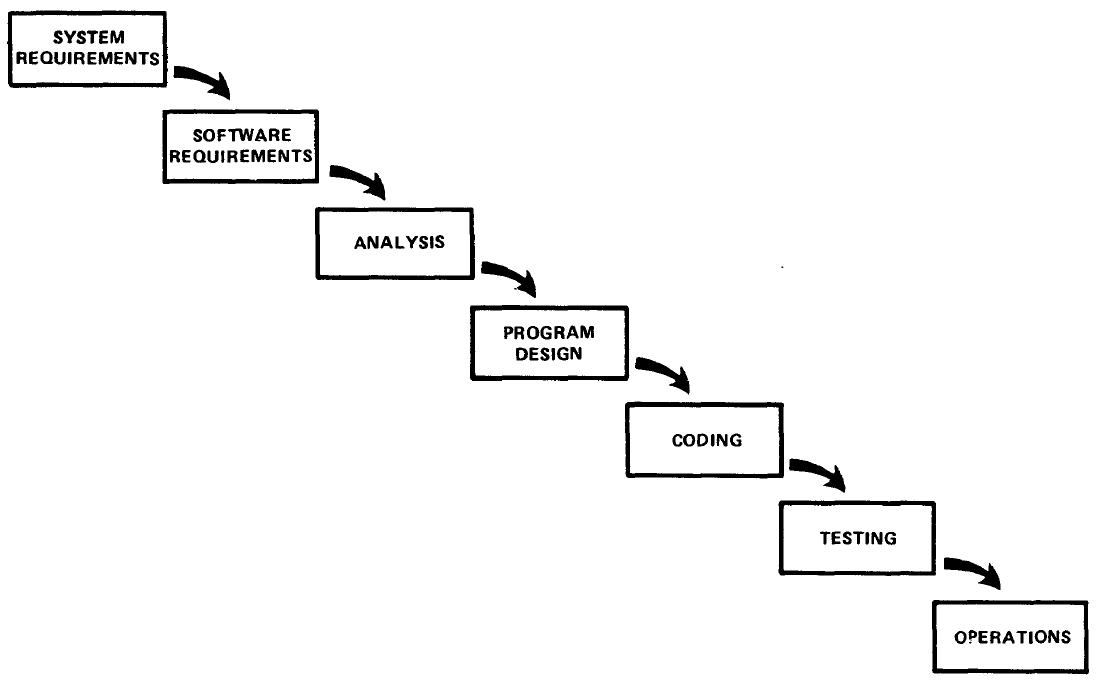 SYSTEM
REQUIREMENTS
SOFTWARE
REQUIREMENTS
ANALYSIS
PROGRAM
DESIGN
CODING
TESTING
OPERATIONS